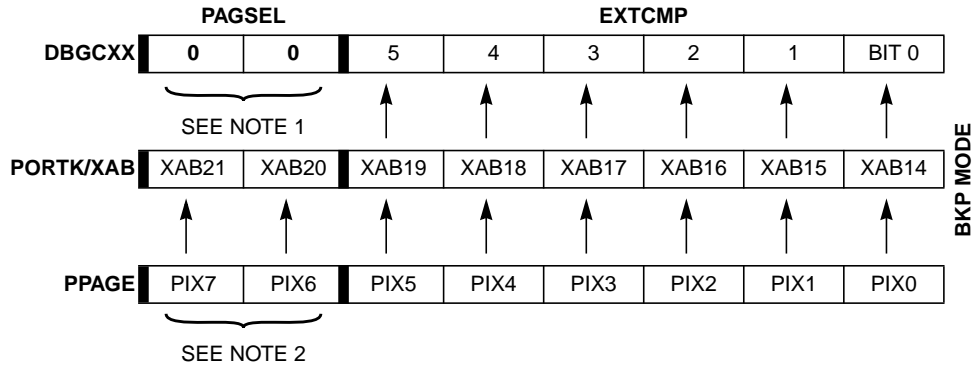 PAGSEL EXTCMP
DBGCXX 0 0 5 4 3 2 1 BIT 0
SEE NOTE 1
PORTK/XAB XAB21 XAB20 XAB19 XAB18 XAB17 XAB16 XAB15 XAB14
BKP MODE
PPAGE PIX7 PIX6 PIX5 PIX4 PIX3 PIX2 PIX1 PIX0
SEE NOTE 2